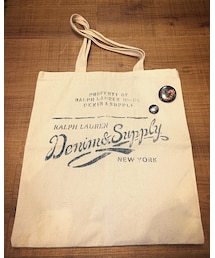 PROPERTY OF
RALPH LAUREN
DENIM & SUPPLY
RALPH LAUREN
Denim & Supply
NEW YORK